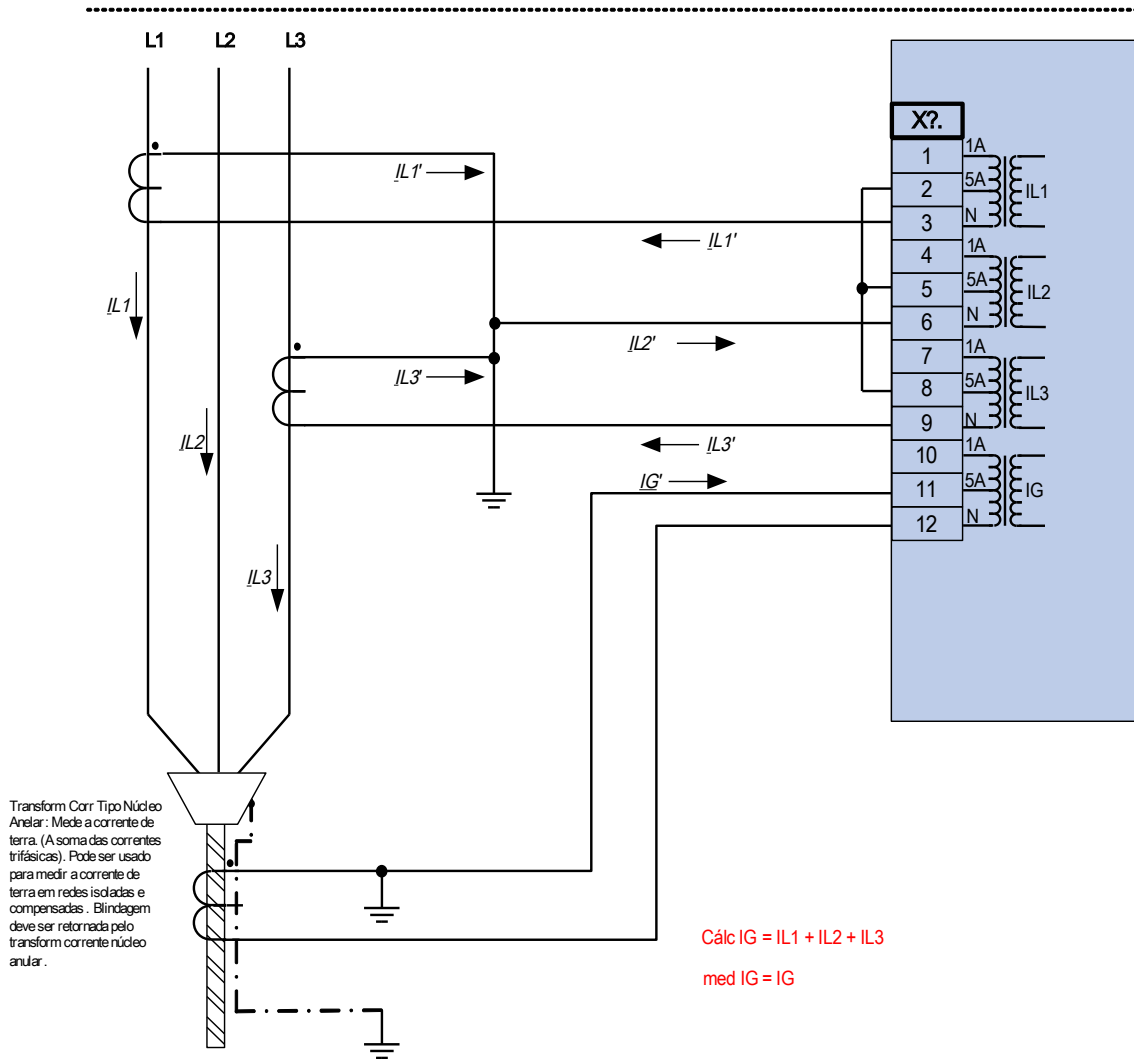 L1 L2 L3
X?.
1 1A
2 5A IL1
3 N
4 1A
5 5A IL2
6 N
7 1A
8 5A IL3
9 N
10 1A
11 5A IG
12 N
IL1'
IL1'
IL1
IL2'
IL3'
IL2
IL3'
IG'
IL3
Transform Corr Tipo Núcleo
Anelar: Mede a corrente de
terra. (A soma das correntes
trifásicas). Pode ser usado
para medir a corrente de
terra em redes isoladas e
compensadas. Blindagem
deve ser retornada pelo
transform corrente núcleo
anular.
Cálc IG = IL1 + IL2 + IL3
med IG = IG